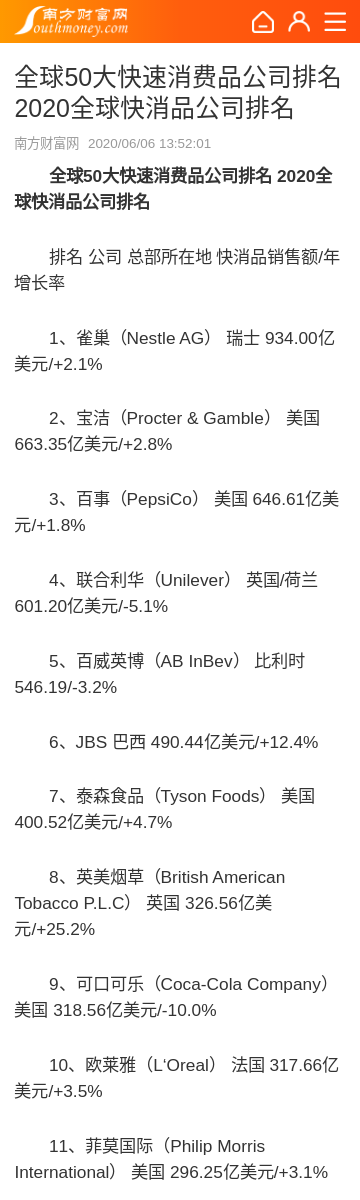 南方财富网
Southmoney.com
全球50大快速消费品公司排名
2020全球快消品公司排名
南方财富网 2020/06/06 13:52:01
全球50大快速消费品公司排名 2020全
球快消品公司排名
排名 公司 总部所在地 快消品销售额/年
增长率
1、雀巢（Nestle AG） 瑞士 934.00亿
美元/+2.1%
2、宝洁（Procter & Gamble） 美国
663.35亿美元/+2.8%
3、百事（PepsiCo） 美国 646.61亿美
元/+1.8%
4、联合利华（Unilever） 英国/荷兰
601.20亿美元/-5.1%
5、百威英博（AB InBev） 比利时
546.19/-3.2%
6、JBS 巴西 490.44亿美元/+12.4%
7、泰森食品（Tyson Foods） 美国
400.52亿美元/+4.7%
8、英美烟草（British American
Tobacco P.L.C） 英国 326.56亿美
元/+25.2%
9、可口可乐（Coca-Cola Company）
美国 318.56亿美元/-10.0%
10、欧莱雅（L‘Oreal） 法国 317.66亿
美元/+3.5%
11、菲莫国际（Philip Morris
International） 美国 296.25亿美元/+3.1%